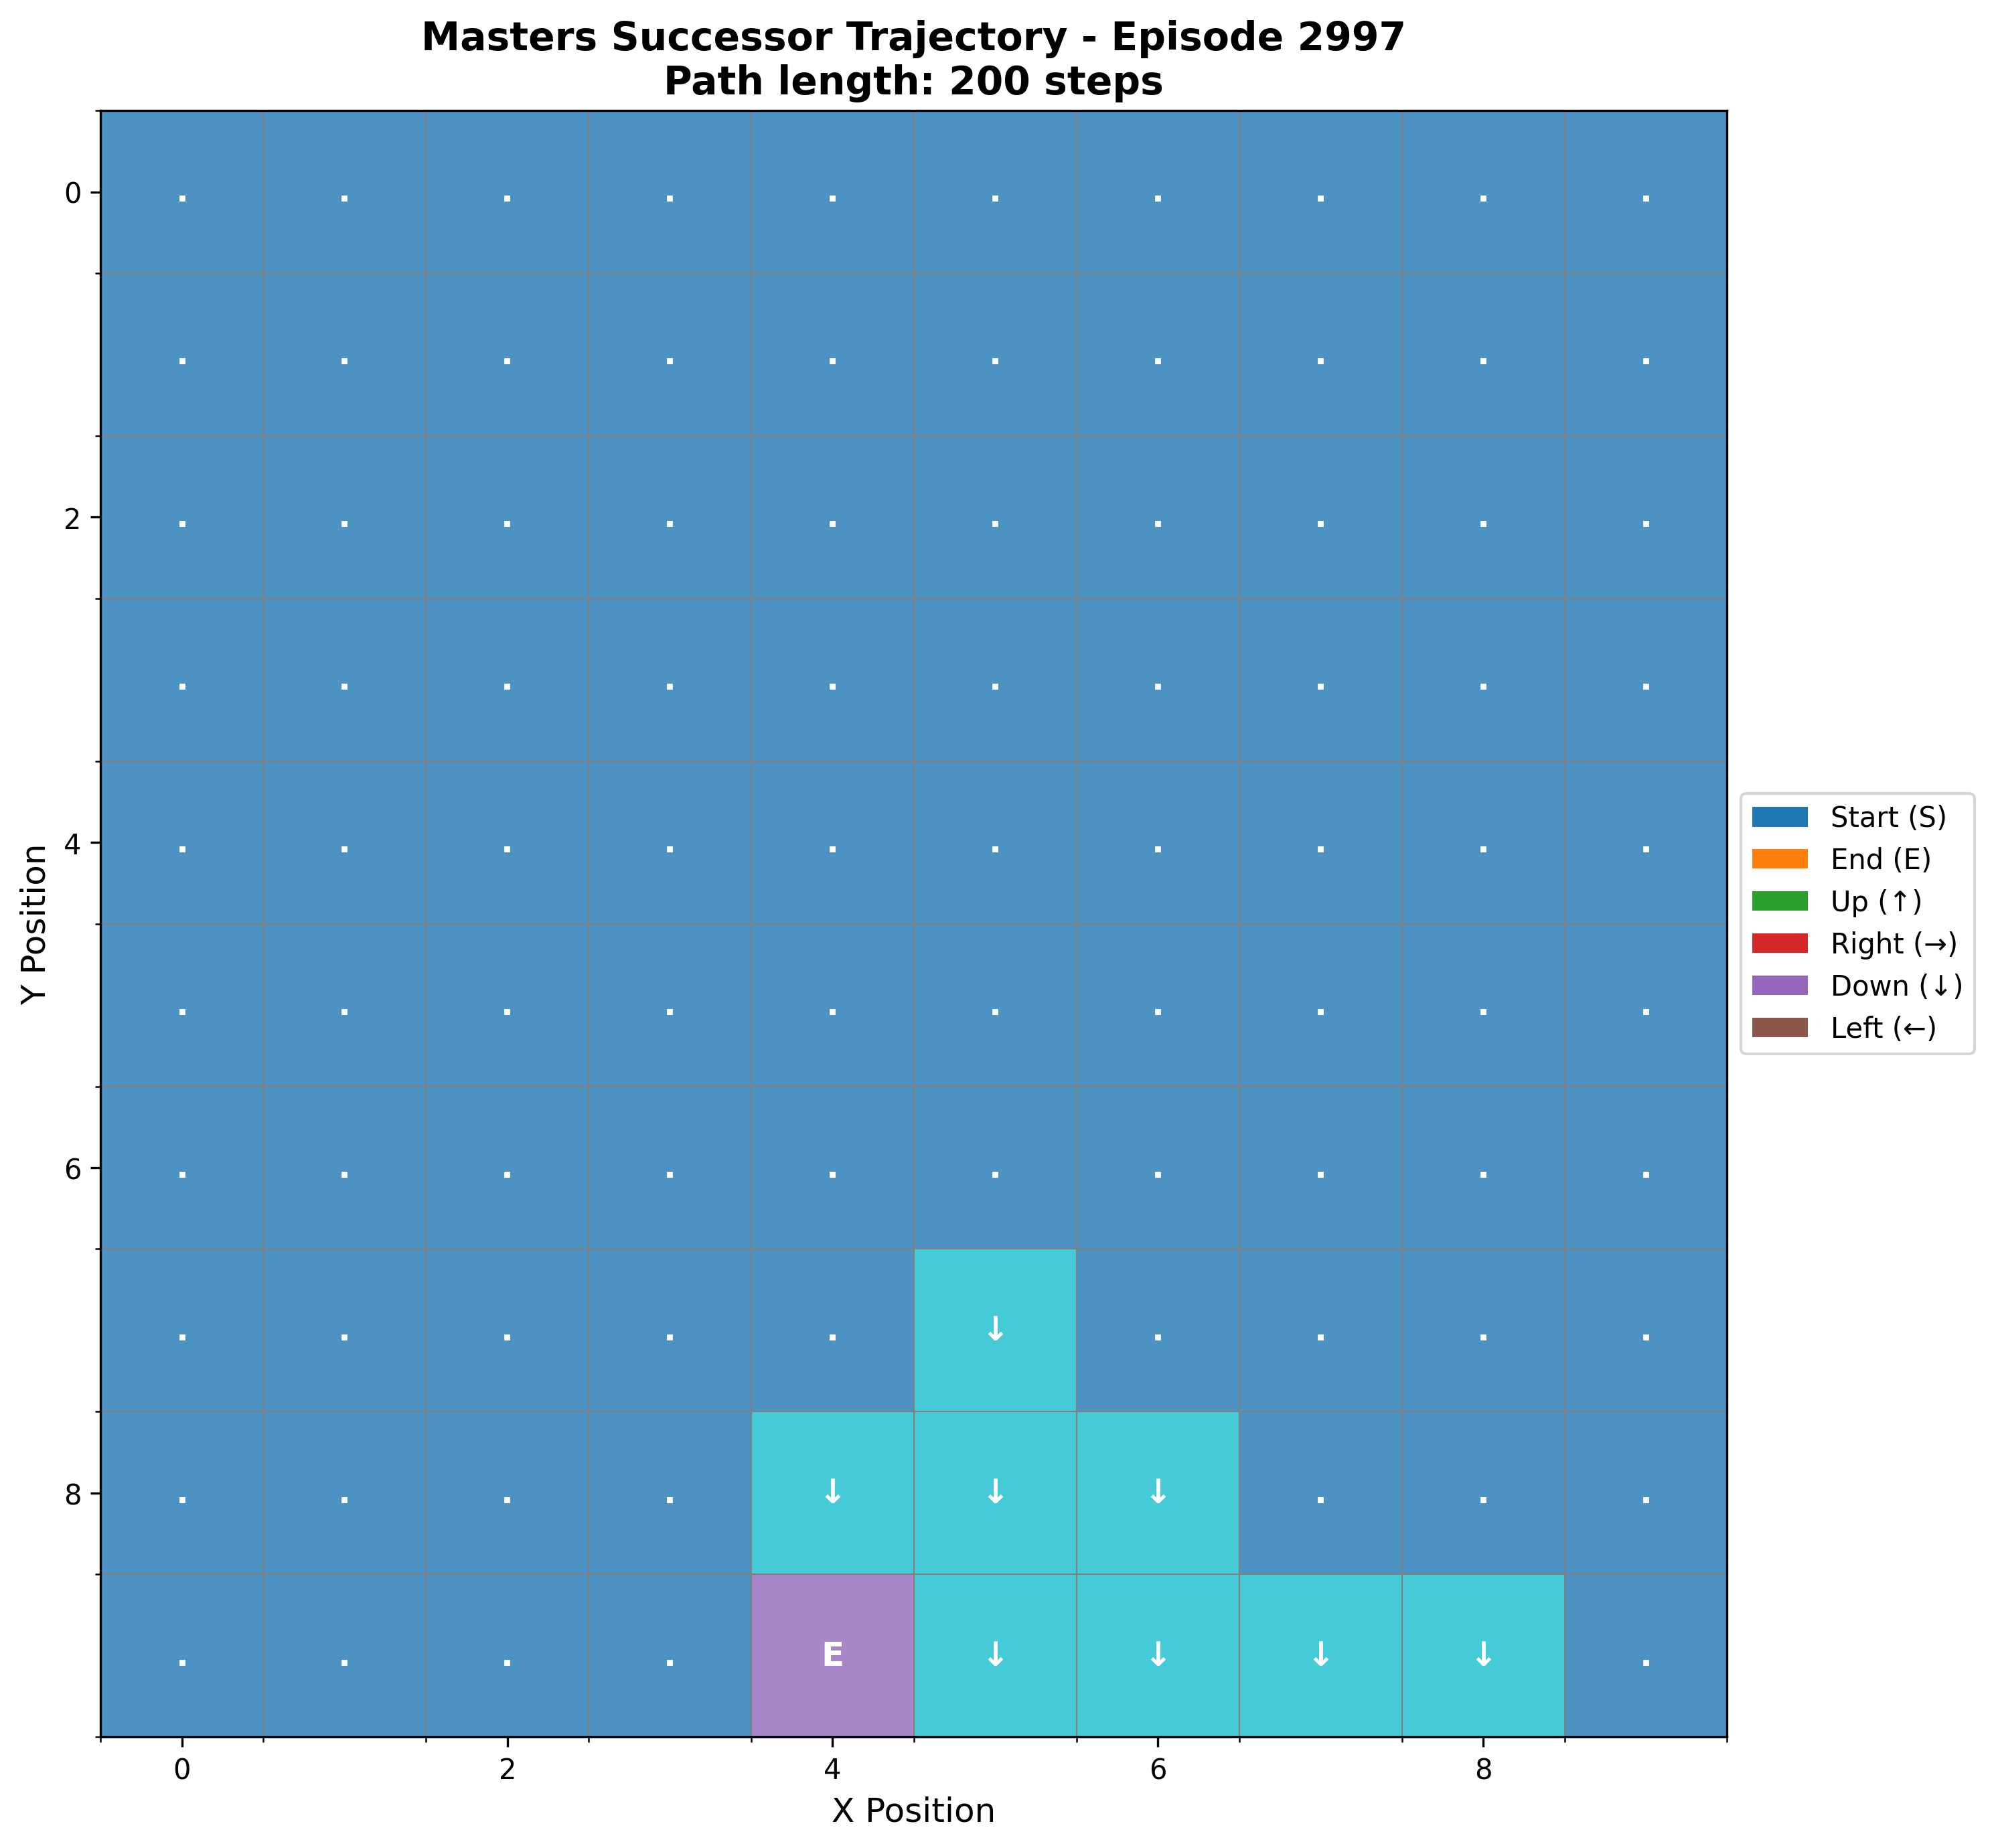 Masters Successor Trajectory - Episode 2997
Path length: 200 steps
0 . . . . . . . . . .
. . . . . . . . . .
2 . . . . . . . . . .
. . . . . . . . . .
4 . . . . . . . . . .
. . . . . . . . . .
6 . . . . . . . . . .
. . . . . ↓ . . . .
8 . . . . ↓ ↓ ↓ . . .
. . . . E ↓ ↓ ↓ ↓ .
0 2 4 6 8
X Position
Y Position
Start (S)
End (E)
Up (↑)
Right (→)
Down (↓)
Left (←)